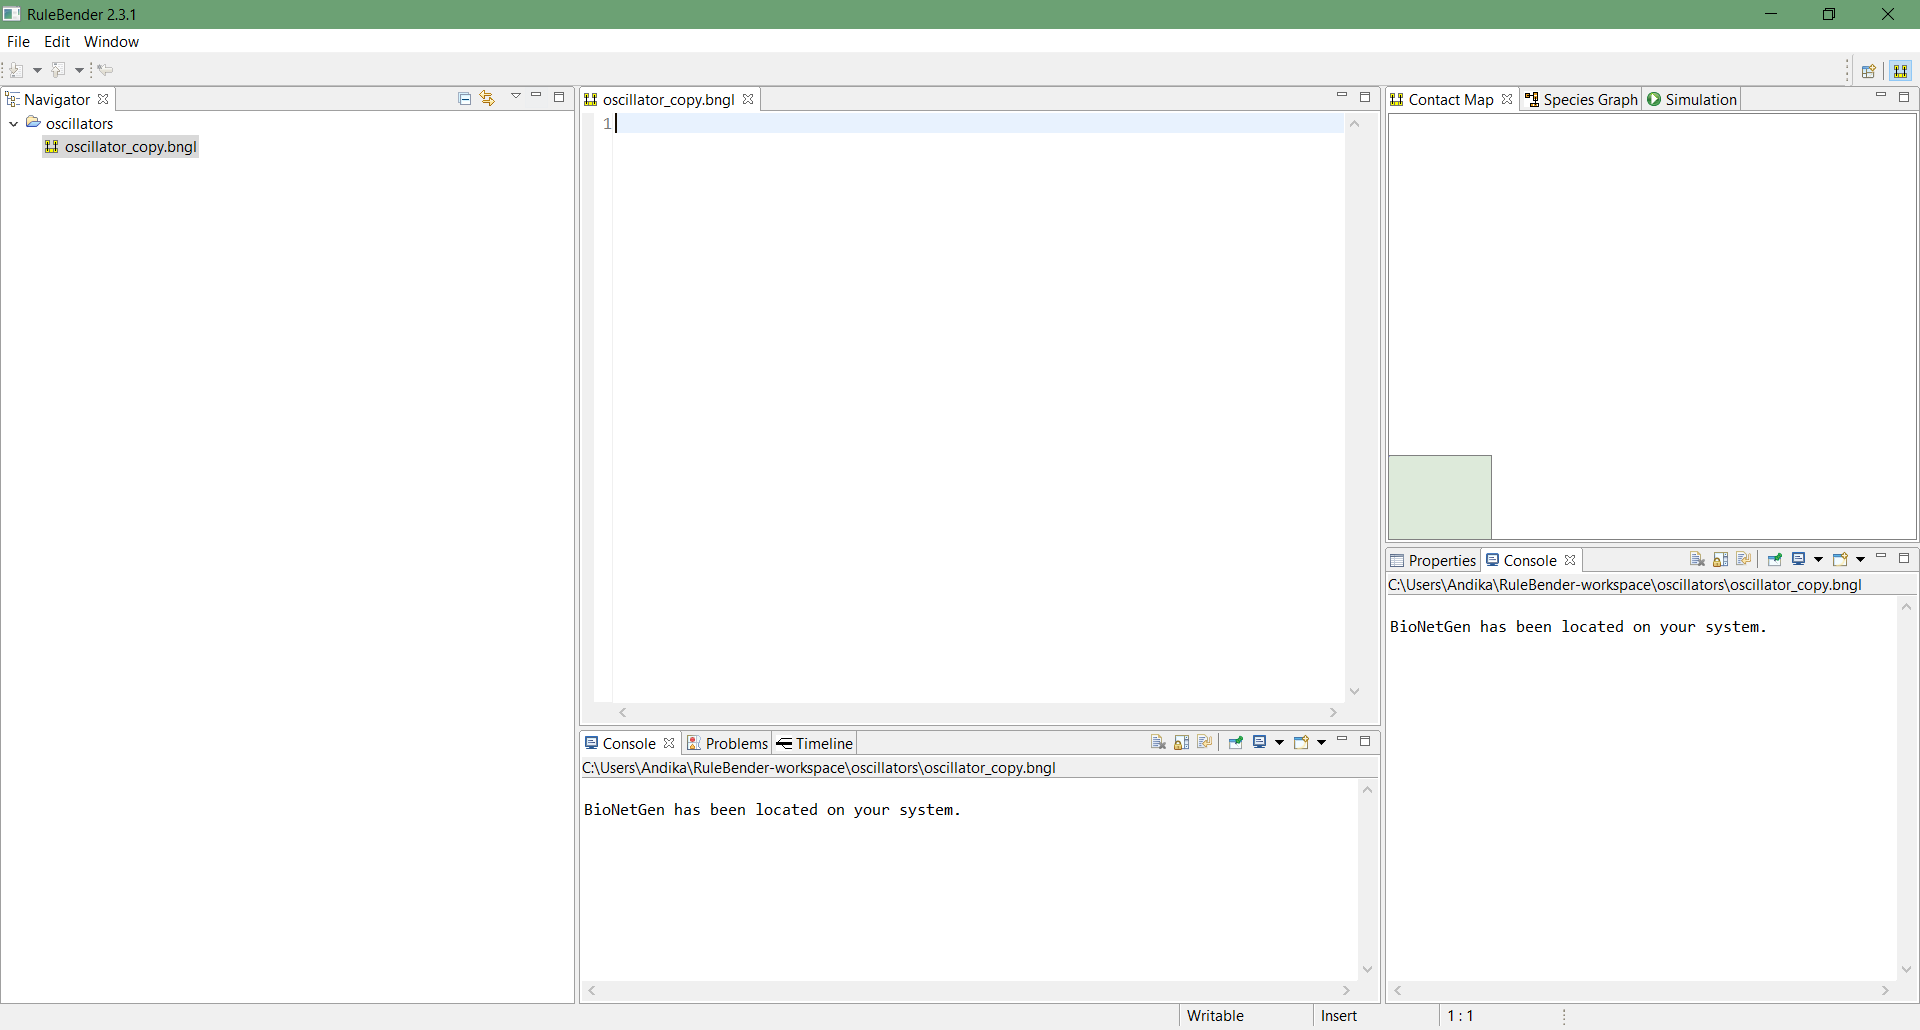 RuleBender 2.3.1
File Edit Window
Navigator
oscillators
oscillator_copy.bngl
oscillator_copy.bngl
1
Contact Map Species Graph Simulation
Properties Console
C:\Users\Andika\RuleBender-workspace\oscillators\oscillator_copy.bngl
BioNetGen has been located on your system.
Console Problems Timeline
C:\Users\Andika\RuleBender-workspace\oscillators\oscillator_copy.bngl
BioNetGen has been located on your system.
Writable Insert 1 : 1